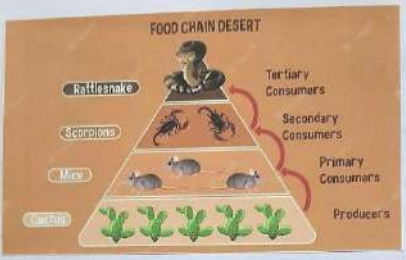 FOOD CHAIN DESERT
Rattlesnake
Tertiary
Consumers
Scorpions
Secondary
Consumers
Mice
Primary
Consumers
Cactus
Producers